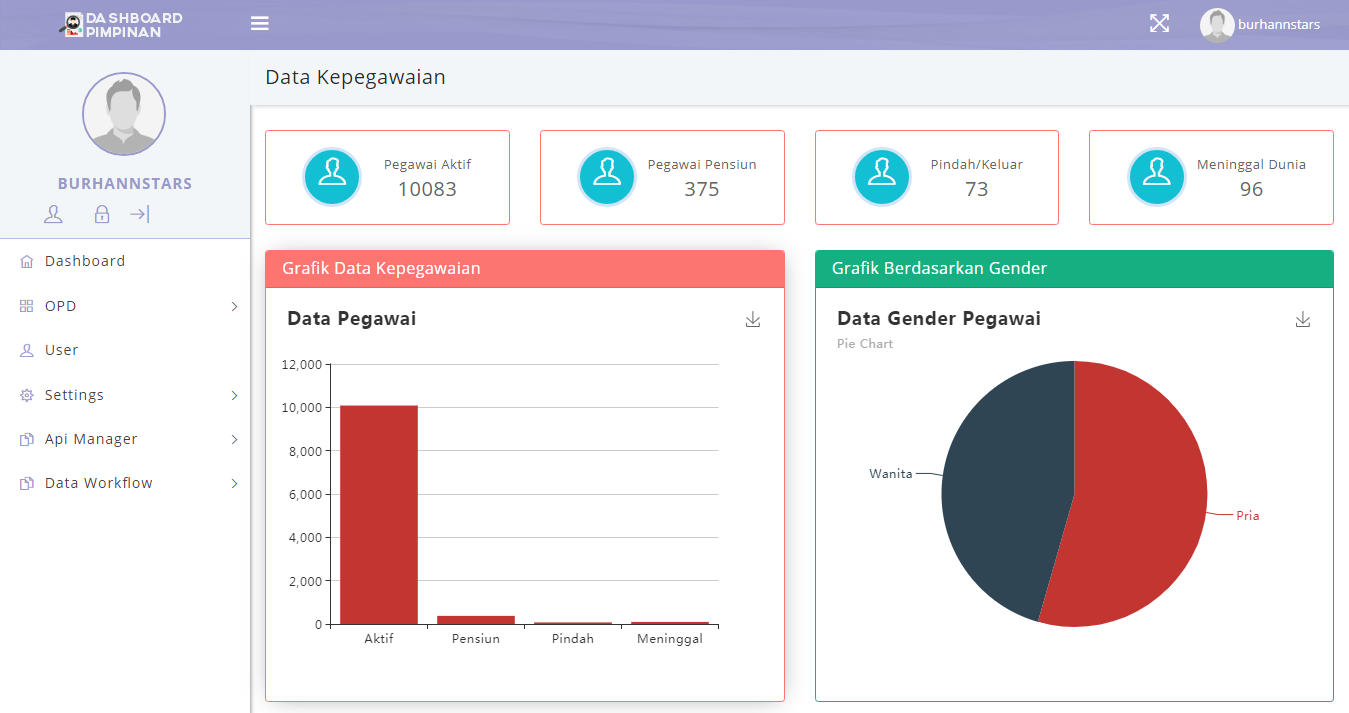 DASHBOARD
PIMPINAN
burhannstars
BURHANNSTARS
Dashboard
OPD
User
Settings
Api Manager
Data Workflow
Data Kepegawaian
Pegawai Aktif
10083
Pegawai Pensiun
375
Pindah/Keluar
73
Meninggal Dunia
96
Grafik Data Kepegawaian
Data Pegawai
12,000
10,000
8,000
6,000
4,000
2,000
0
Aktif Pensiun Pindah Meninggal
Grafik Berdasarkan Gender
Data Gender Pegawai
Pie Chart
Wanita
Pria